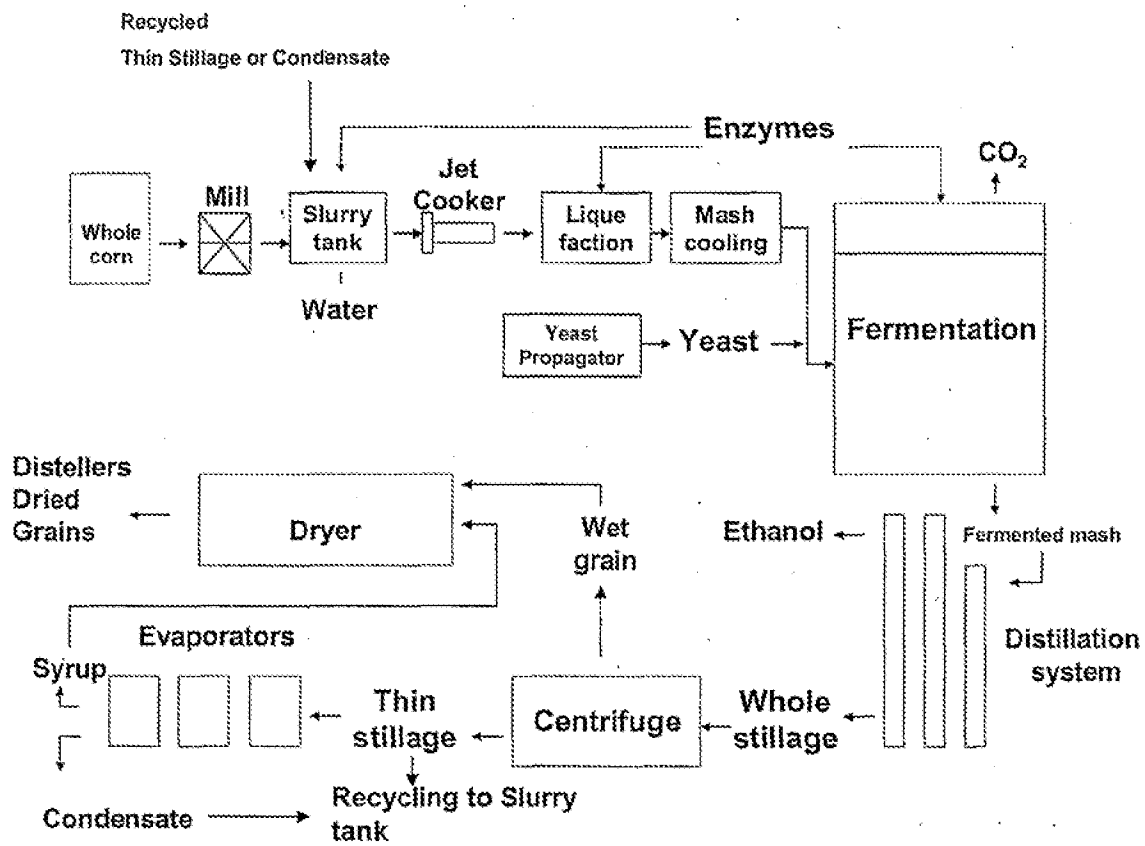 Recycled
Thin Stillage or Condensate
Enzymes
CO₂
Jet
Cooker
Mill
Whole
corn
Slurry
tank
Lique
faction
Mash
cooling
Water
Yeast
Propagator
Yeast
Fermentation
Distellers
Dried
Grains
Dryer
Wet
grain
Ethanol
Fermented mash
Distillation
system
Evaporators
Syrup
Thin
stillage
Centrifuge
Whole
stillage
Condensate
Recycling to Slurry
tank